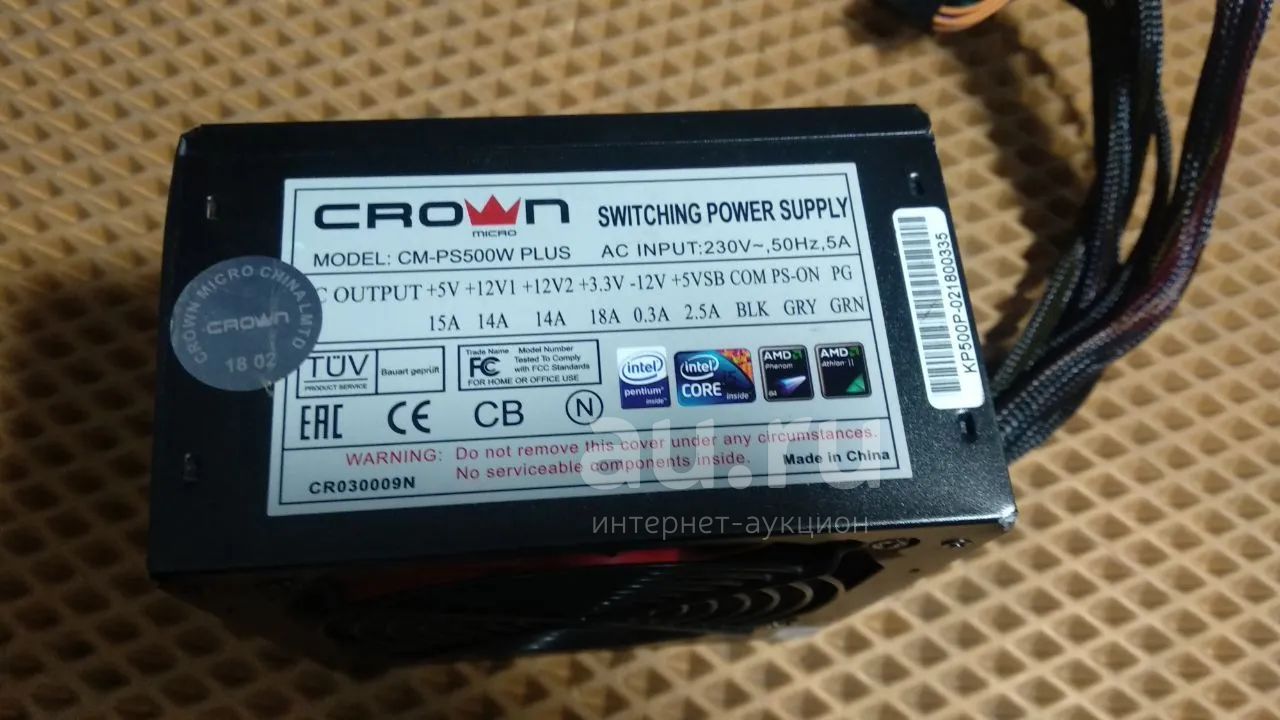 CROWN
MICRO
SWITCHING POWER SUPPLY
MODEL: CM-PS500W PLUS
AC INPUT:230V~,50Hz,5A
C OUTPUT +5V +12V1 +12V2 +3.3V -12V +5VSB COM PS-ON PG
15A 14A 14A 18A 0.3A 2.5A BLK GRY GRN
CROWN MICRO CHINA LMTD
CROWN
18 02
TÜV
PRODUCT SERVICE
Bauart geprüft
FC
Trade Name
Model Number
Tested To Comply
with FCC Standards
FOR HOME OR OFFICE USE
intel
pentium
inside
intel
CORE
inside
AMD
Phenom
64
AMD
Athlon II
EAC CE CB N
WARNING: Do not remove this cover under any circumstances.
No serviceable components inside.
Made in China
CR030009N
KP500P-021800335
au.ru
интернет-аукцион